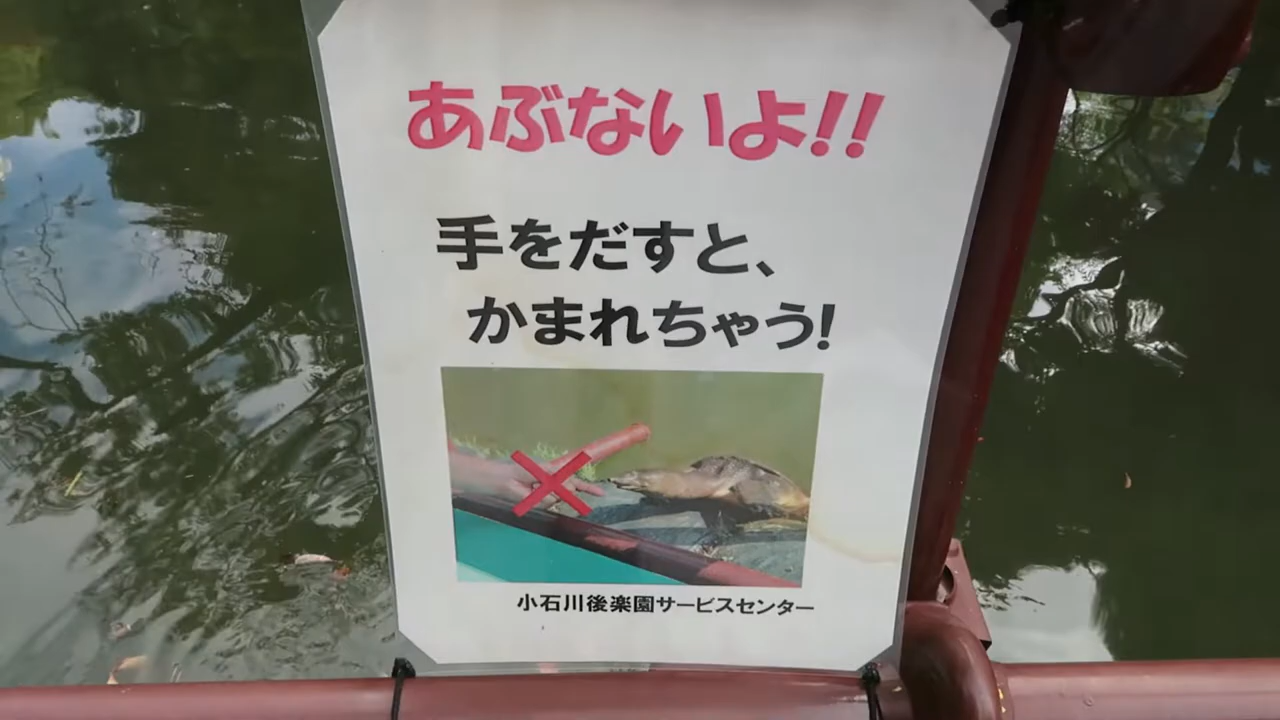 あぶないよ!!
手をだすと、
かまれちゃう!
小石川後楽園サービスセンター